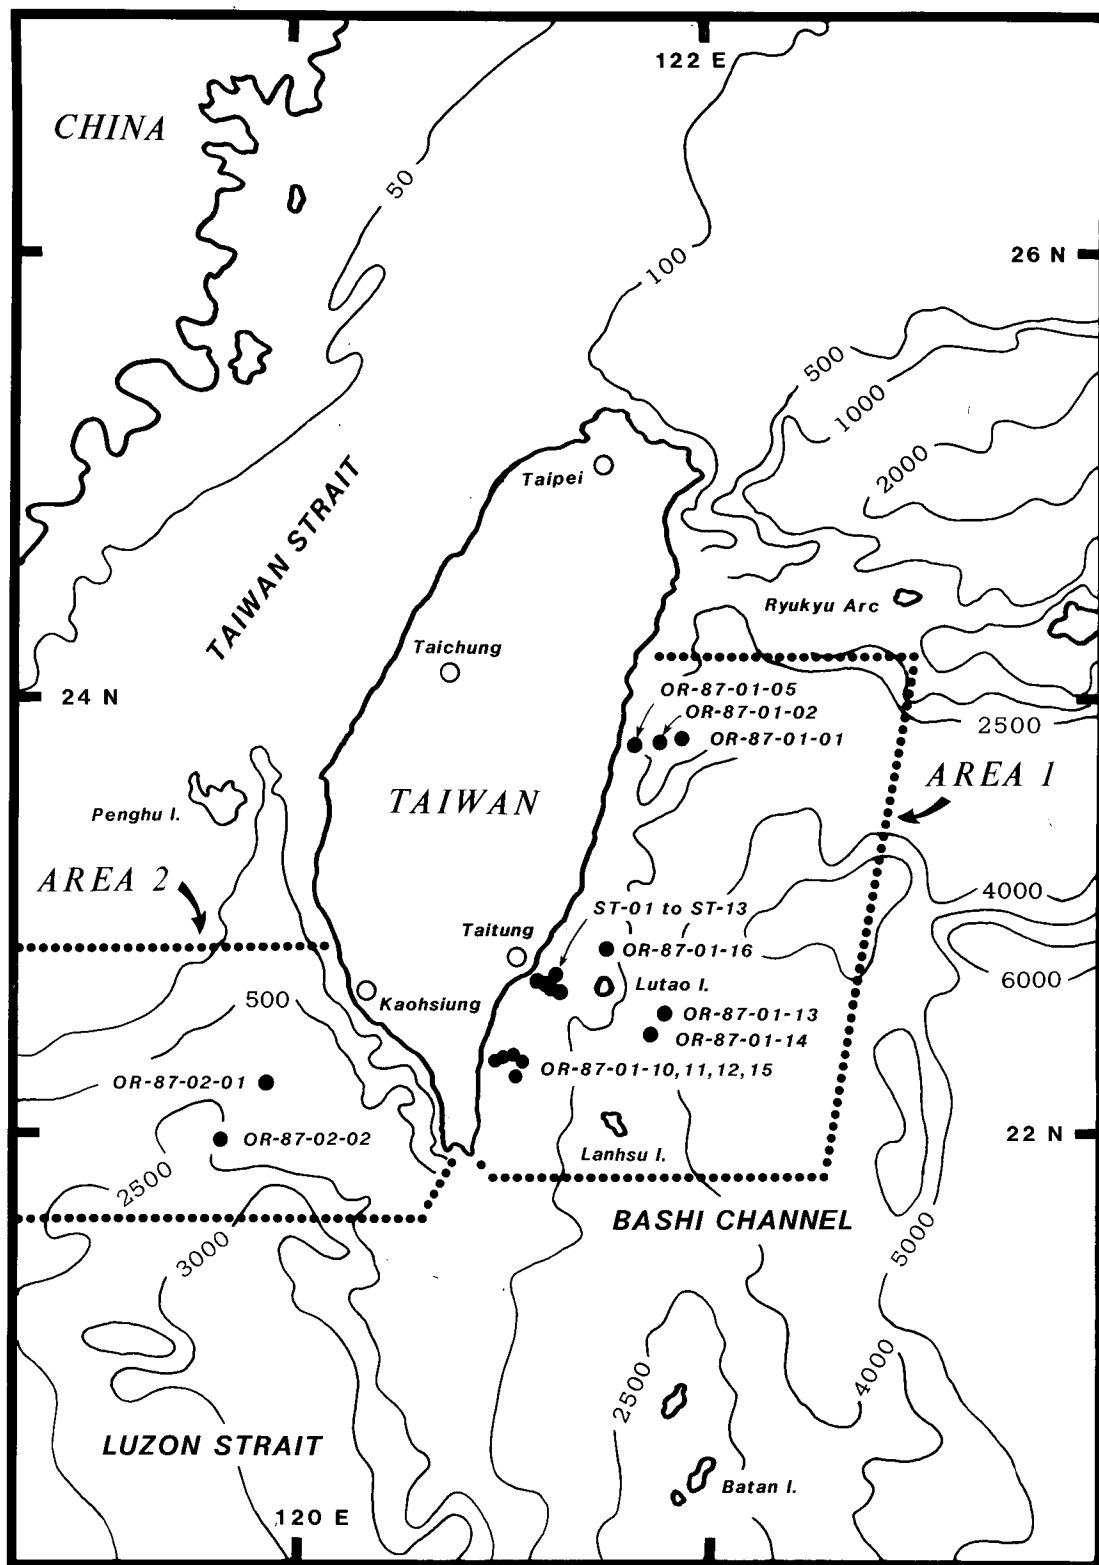 122 E
CHINA
50
100
26 N
500
1000
2000
Taipei
TAIWAN STRAIT
Ryukyu Arc
Taichung
24 N
OR-87-01-05
OR-87-01-02
2500
OR-87-01-01
AREA 1
Penghu I.
TAIWAN
AREA 2
4000
ST-01 to ST-13
Taitung
OR-87-01-16
6000
Lutao I.
Kaohsiung
500
OR-87-01-13
OR-87-01-14
OR-87-01-10,11,12,15
OR-87-02-01
OR-87-02-02
22 N
Lanhsu I.
2500
BASHI CHANNEL
3000
5000
4000
2500
LUZON STRAIT
Batan I.
120 E